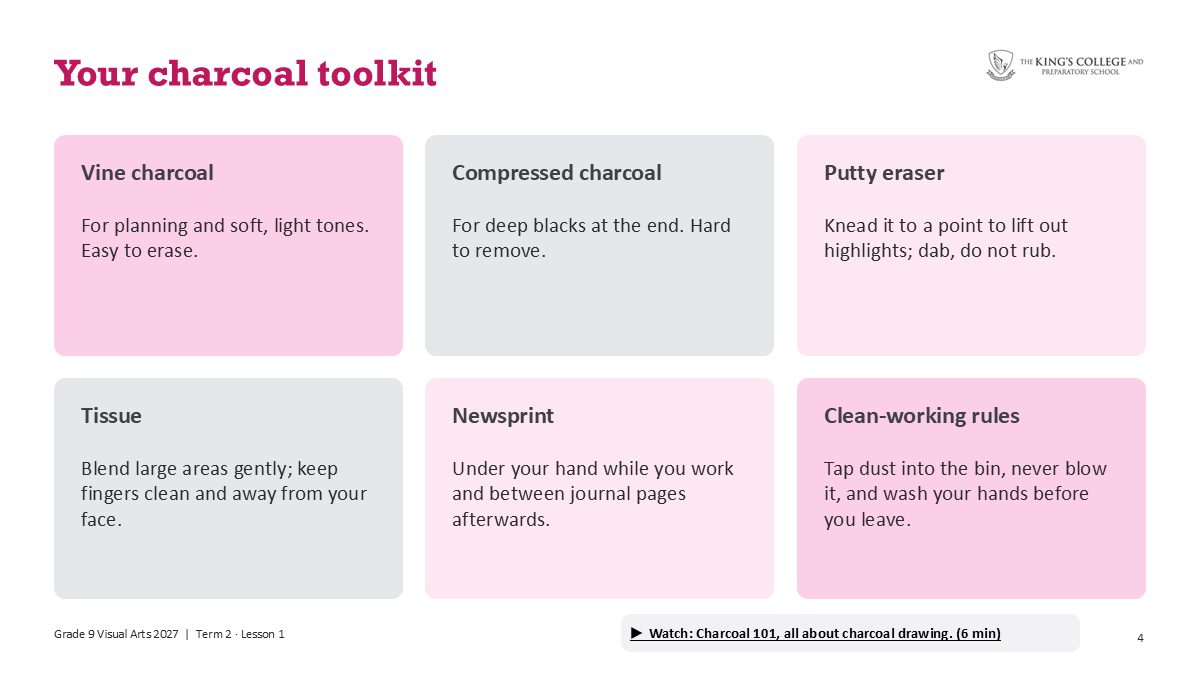 Your charcoal toolkit
THE KING'S COLLEGE AND
PREPARATORY SCHOOL
Vine charcoal
For planning and soft, light tones.
Easy to erase.
Compressed charcoal
For deep blacks at the end. Hard
to remove.
Putty eraser
Knead it to a point to lift out
highlights; dab, do not rub.
Tissue
Blend large areas gently; keep
fingers clean and away from your
face.
Newsprint
Under your hand while you work
and between journal pages
afterwards.
Clean-working rules
Tap dust into the bin, never blow
it, and wash your hands before
you leave.
Grade 9 Visual Arts 2027 | Term 2 · Lesson 1
▶ Watch: Charcoal 101, all about charcoal drawing. (6 min)
4